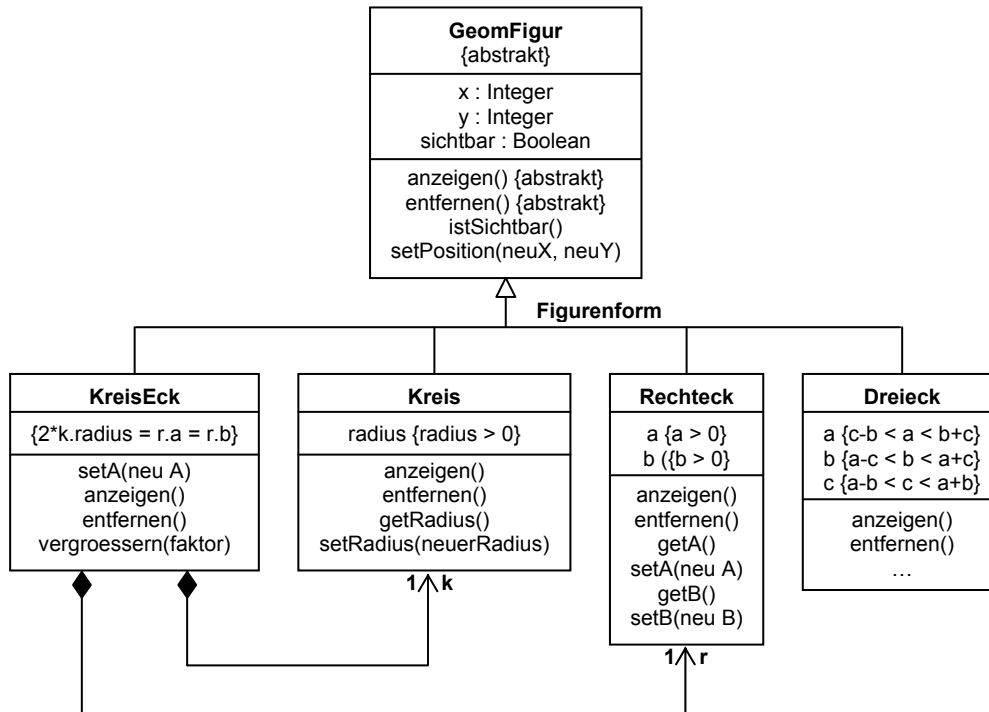 GeomFigur
{abstrakt}
x : Integer
y : Integer
sichtbar : Boolean
anzeigen() {abstrakt}
entfernen() {abstrakt}
istSichtbar()
setPosition(neuX, neuY)
Figurenform
KreisEck
{2*k.radius = r.a = r.b}
setA(neu A)
anzeigen()
entfernen()
vergroessern(faktor)
Kreis
radius {radius > 0}
anzeigen()
entfernen()
getRadius()
setRadius(neuerRadius)
1 k
Rechteck
a {a > 0}
b ({b > 0}
anzeigen()
entfernen()
getA()
setA(neu A)
getB()
setB(neu B)
1 r
Dreieck
a {c-b < a < b+c}
b {a-c < b < a+c}
c {a-b < c < a+b}
anzeigen()
entfernen()
…